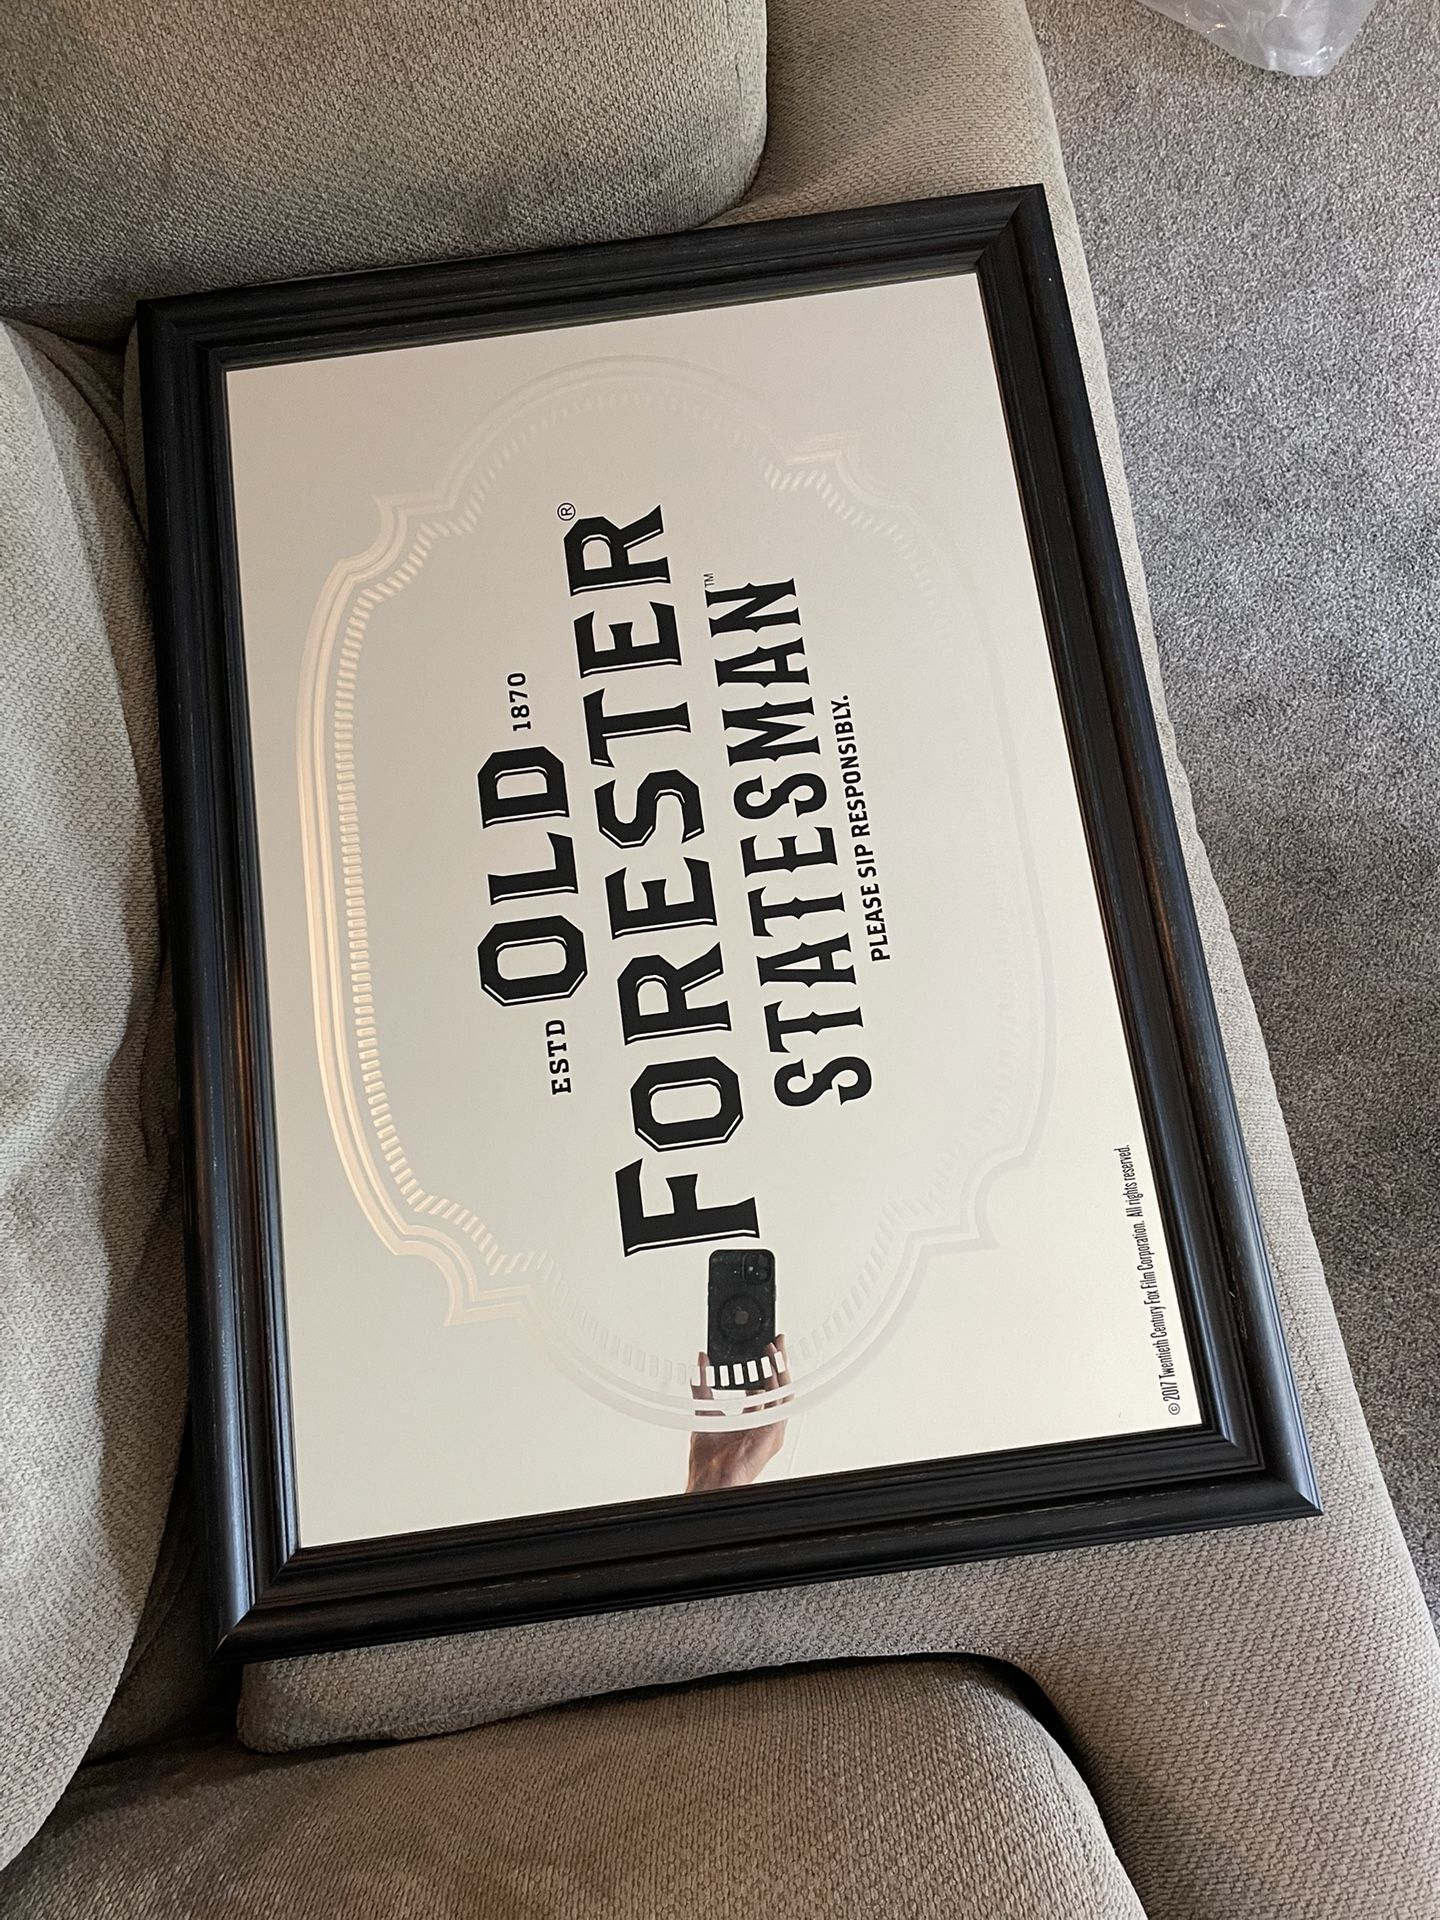 ESTD OLD 1870
FORESTER®
STATESMAN™
PLEASE SIP RESPONSIBLY.
© 2017 Twentieth Century Fox Film Corporation. All rights reserved.